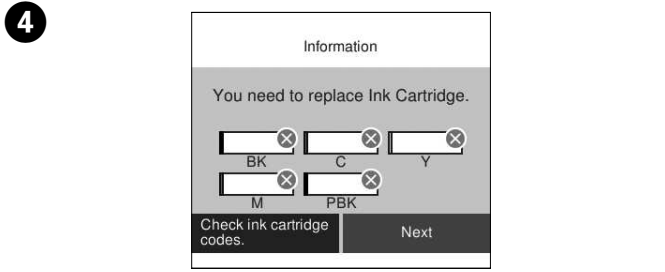 4
Information
You need to replace Ink Cartridge.
BK C Y
M PBK
Check ink cartridge
codes.
Next